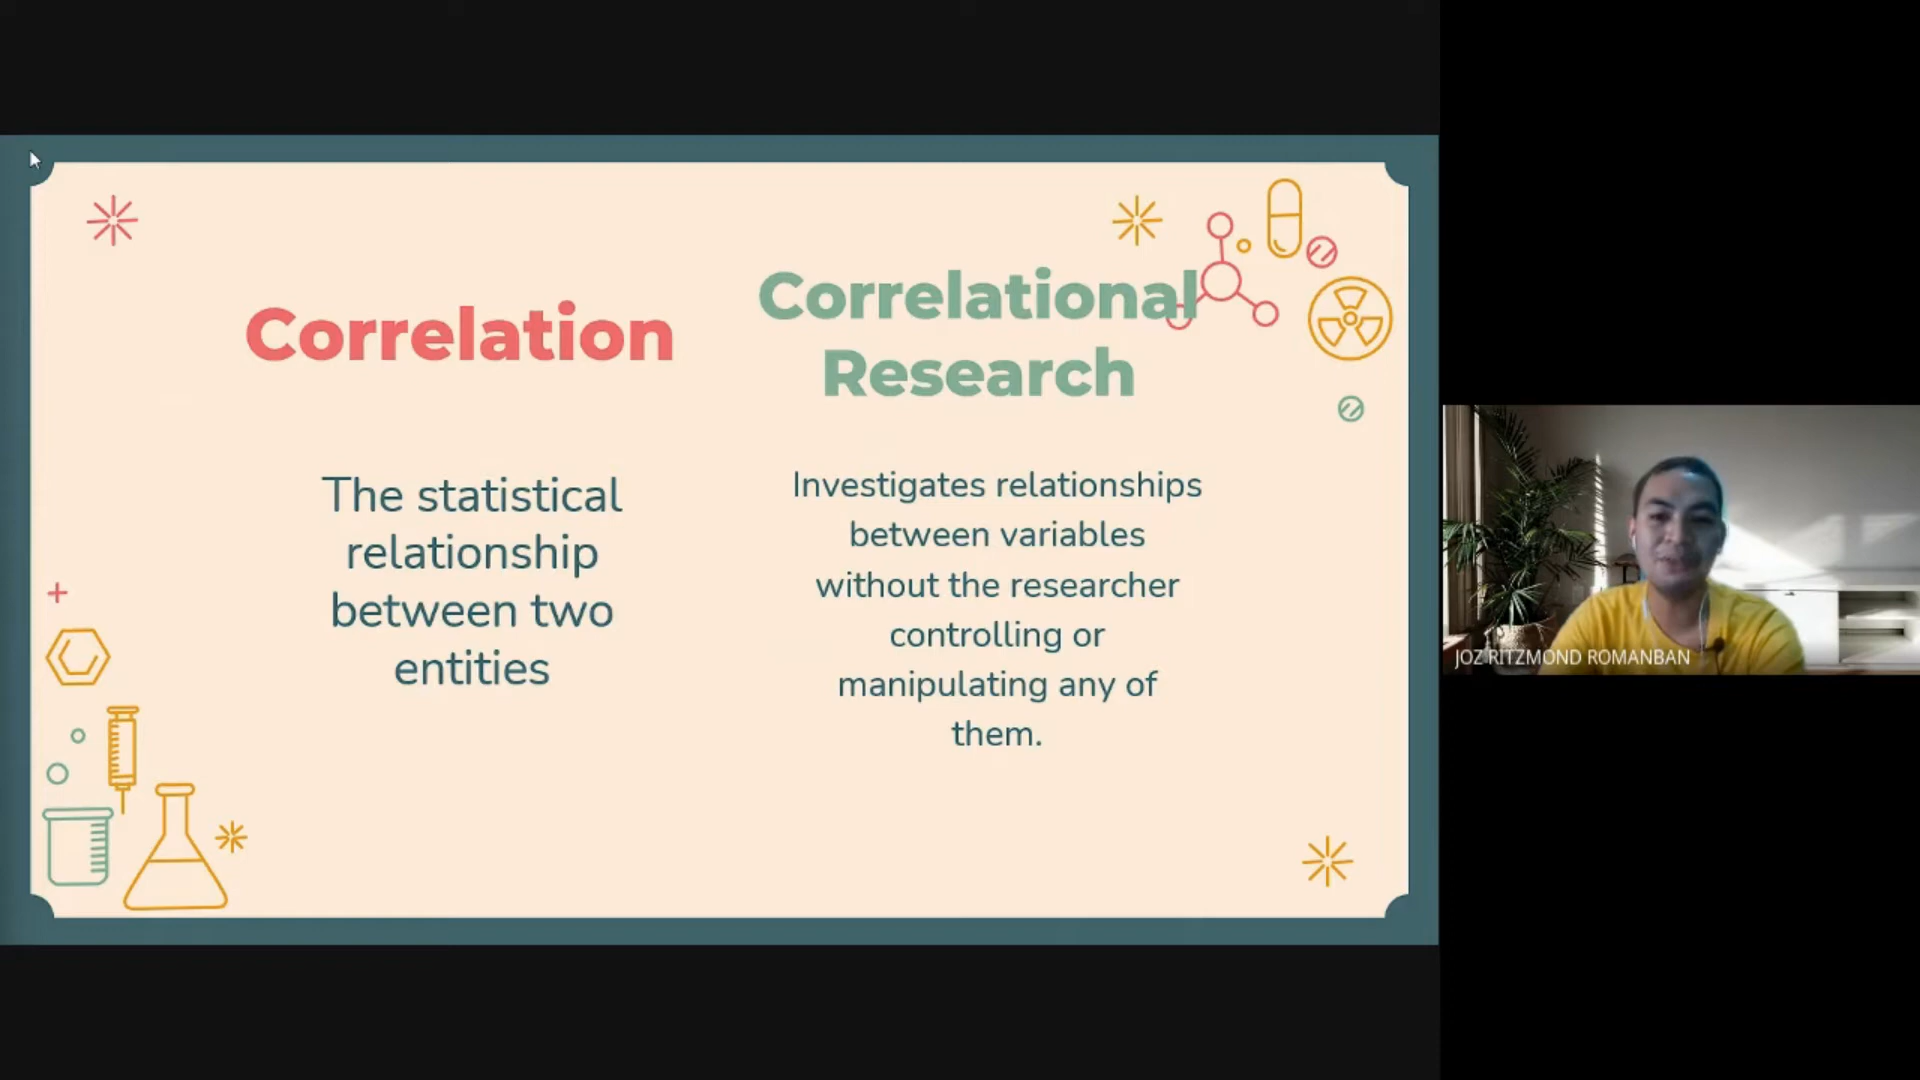 Correlation
The statistical
relationship
between two
entities
Correlational
Research
Investigates relationships
between variables
without the researcher
controlling or
manipulating any of
them.
JOZ RITZMOND ROMANBAN